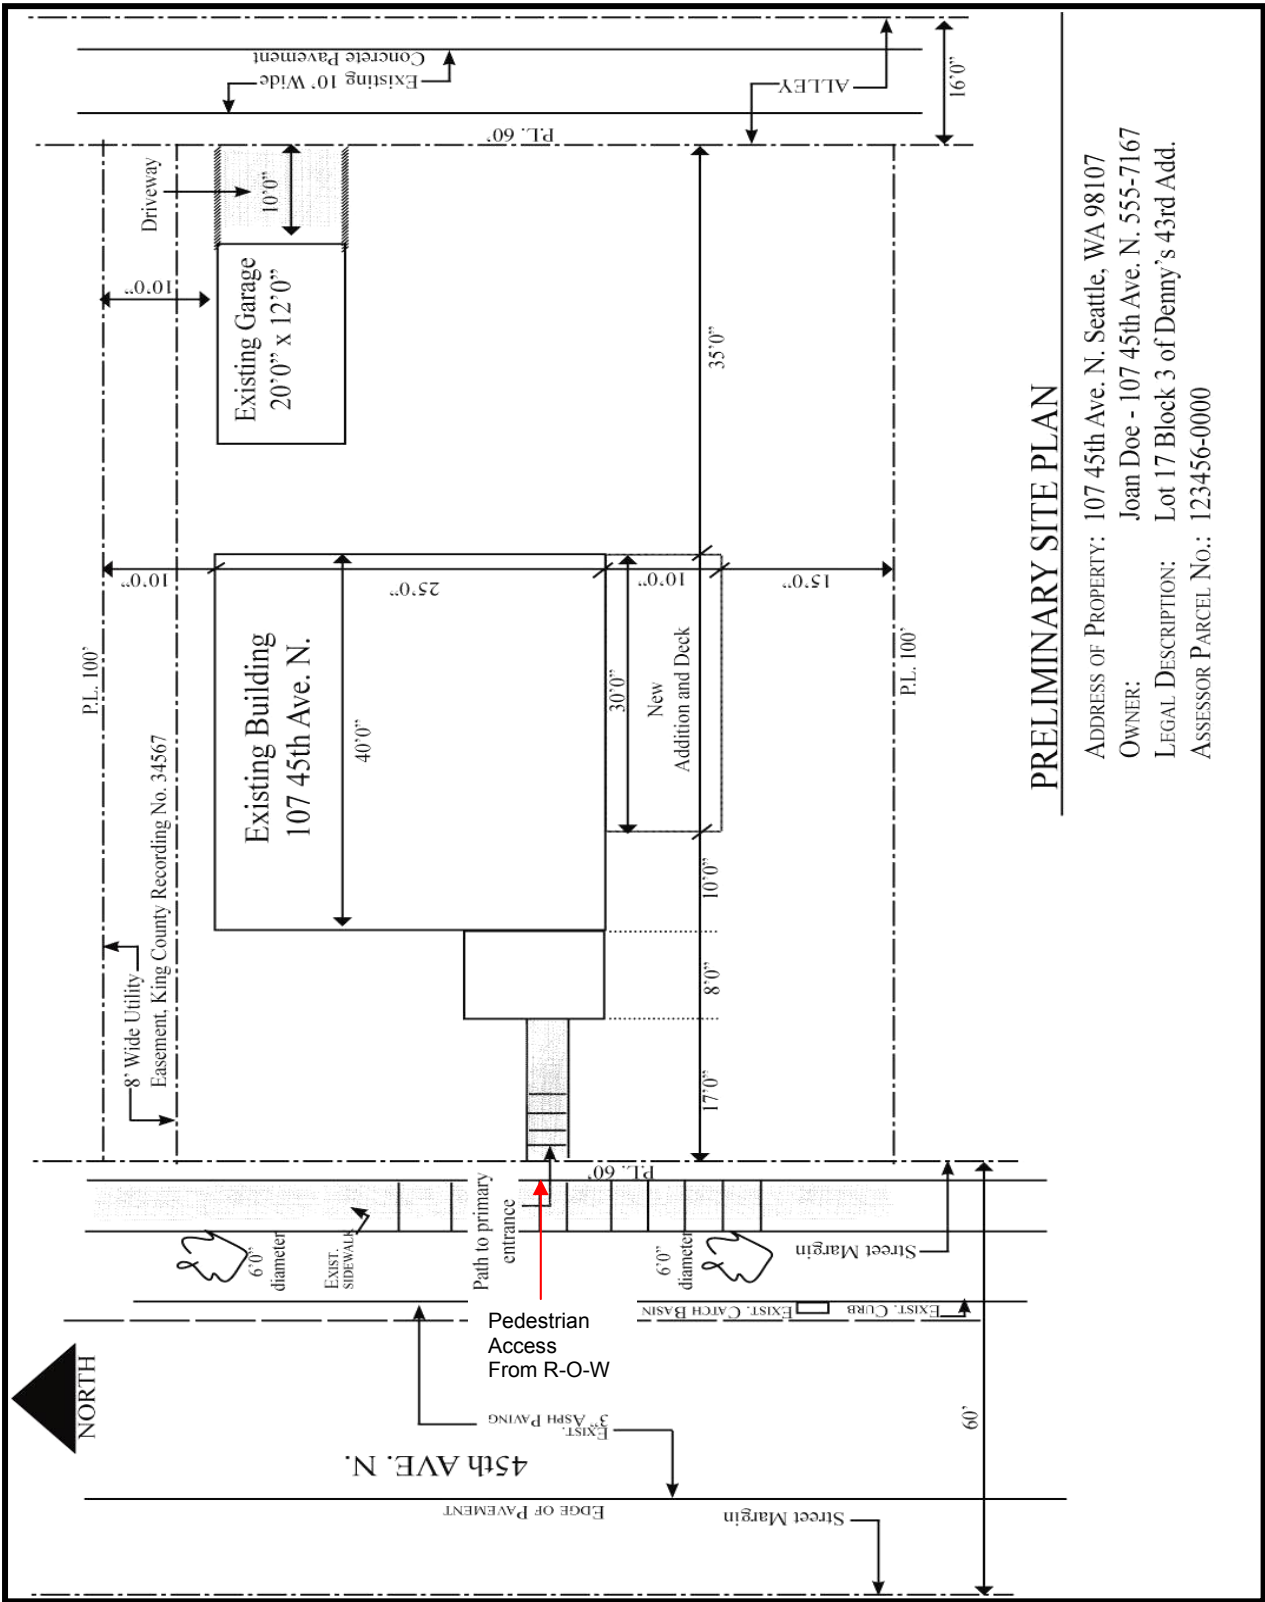 Concrete Pavement
Existing 10' Wide
ALLEY
16'0"
P.L. 60'
Driveway
10'0"
10'0"
Existing Garage
20'0" x 12'0"
35'0"
10'0"
25'0"
10'0"
15'0"
P.L. 100'
Existing Building
107 45th Ave. N.
40'0"
30'0"
New
Addition and Deck
P.L. 100'
8' Wide Utility
Easement, King County Recording No. 34567
10'0"
8'0"
17'0"
P.L. 60'
Path to primary
entrance
6'0"
diameter
EXIST.
SIDEWALK
6'0"
diameter
Street Margin
EXIST. CATCH BASIN
EXIST. CURB
Pedestrian
Access
From R-O-W
NORTH
EXIST.
3" ASPH PAVING
45th AVE. N.
60'
EDGE OF PAVEMENT
Street Margin
PRELIMINARY SITE PLAN
ADDRESS OF PROPERTY: 107 45th Ave. N. Seattle, WA 98107
OWNER: Joan Doe - 107 45th Ave. N. 555-7167
LEGAL DESCRIPTION: Lot 17 Block 3 of Denny's 43rd Add.
ASSESSOR PARCEL NO.: 123456-0000